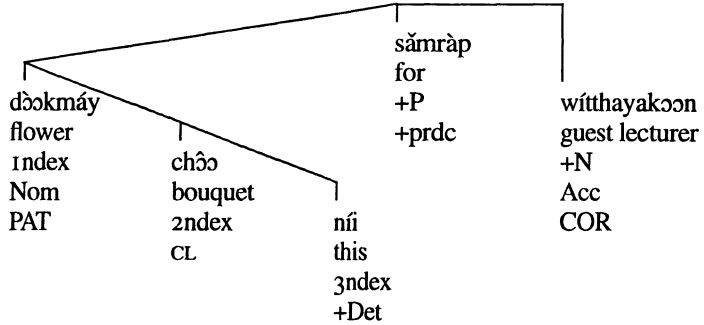 dɔ̀ɔkmáy
flower
1ndex
Nom
PAT
chɔ̂ɔ
bouquet
2ndex
CL
níi
this
3ndex
+Det
sǎmràp
for
+P
+prdc
wítthayakɔɔn
guest lecturer
+N
Acc
COR